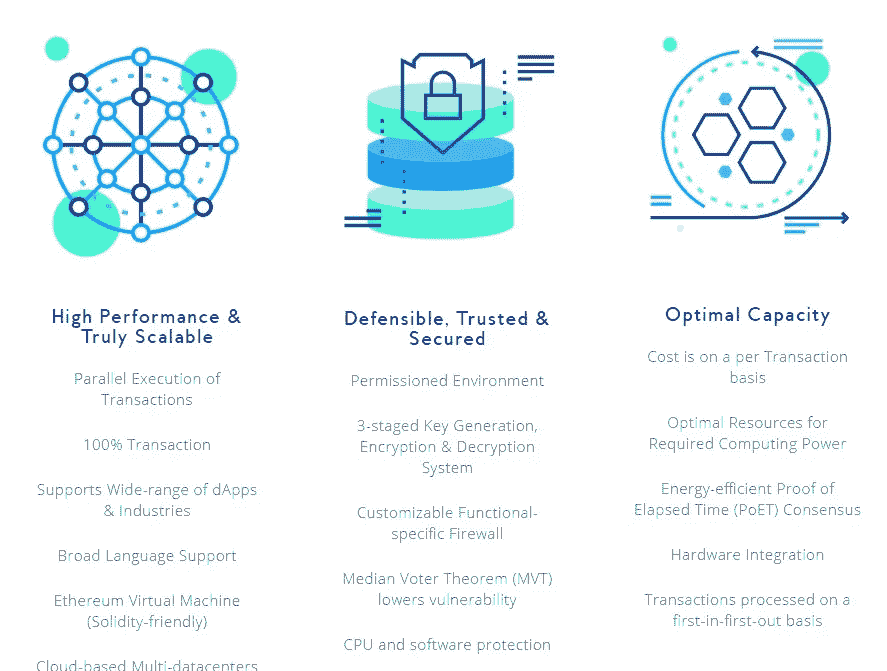 High Performance &
Truly Scalable
Parallel Execution of
Transactions
100% Transaction
Supports Wide-range of dApps
& Industries
Broad Language Support
Ethereum Virtual Machine
(Solidity-friendly)
Cloud-based Multi-datacenters
Defensible, Trusted &
Secured
Permissioned Environment
3-staged Key Generation,
Encryption & Decryption
System
Customizable Functional-
specific Firewall
Median Voter Theorem (MVT)
lowers vulnerability
CPU and software protection
Optimal Capacity
Cost is on a per Transaction
basis
Optimal Resources for
Required Computing Power
Energy-efficient Proof of
Elapsed Time (PoET) Consensus
Hardware Integration
Transactions processed on a
first-in-first-out basis